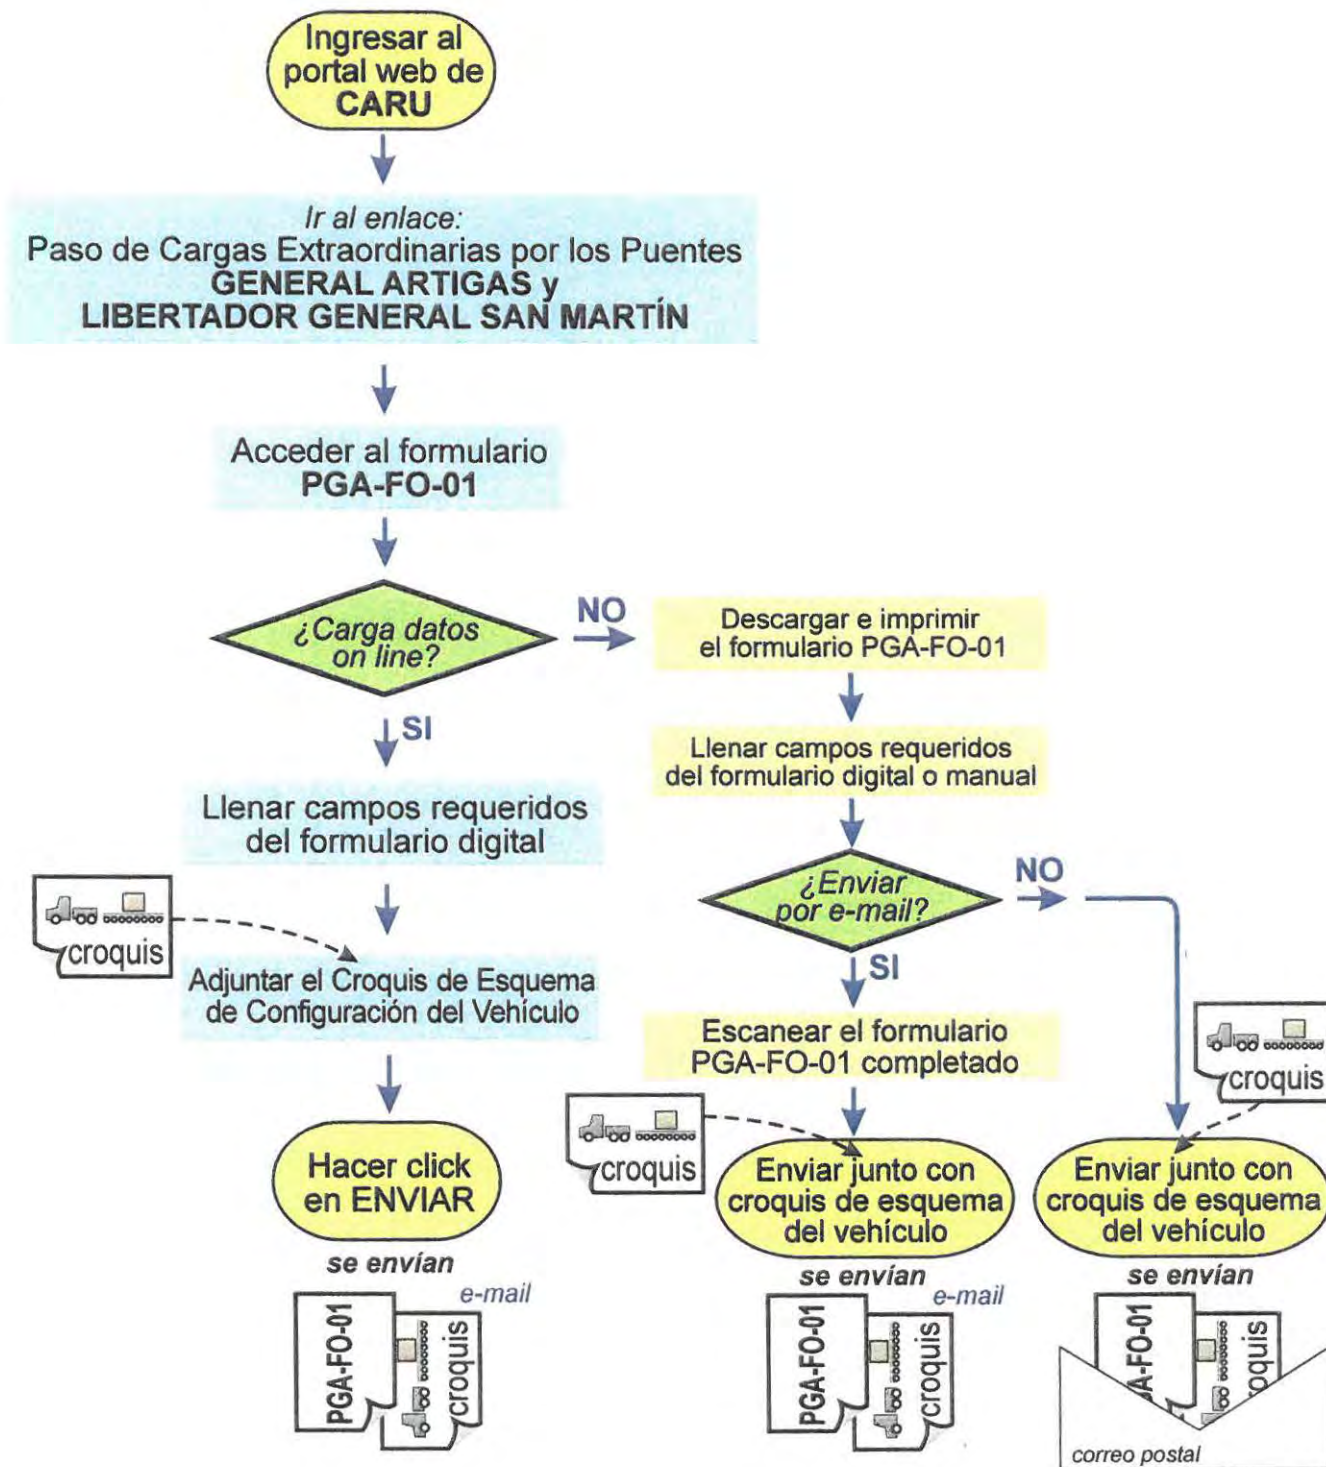 Ingresar al
portal web de
CARU
Ir al enlace:
Paso de Cargas Extraordinarias por los Puentes
GENERAL ARTIGAS y
LIBERTADOR GENERAL SAN MARTÍN
Acceder al formulario
PGA-FO-01
¿Carga datos
on line?
NO
Descargar e imprimir
el formulario PGA-FO-01
SI
Llenar campos requeridos
del formulario digital o manual
Llenar campos requeridos
del formulario digital
¿Enviar
por e-mail?
NO
croquis
SI
Adjuntar el Croquis de Esquema
de Configuración del Vehículo
Escanear el formulario
PGA-FO-01 completado
croquis
croquis
Hacer click
en ENVIAR
Enviar junto con
croquis de esquema
del vehículo
Enviar junto con
croquis de esquema
del vehículo
se envían
e-mail
PGA-FO-01
croquis
se envían
e-mail
PGA-FO-01
croquis
se envían
A-FO-01
oquis
correo postal